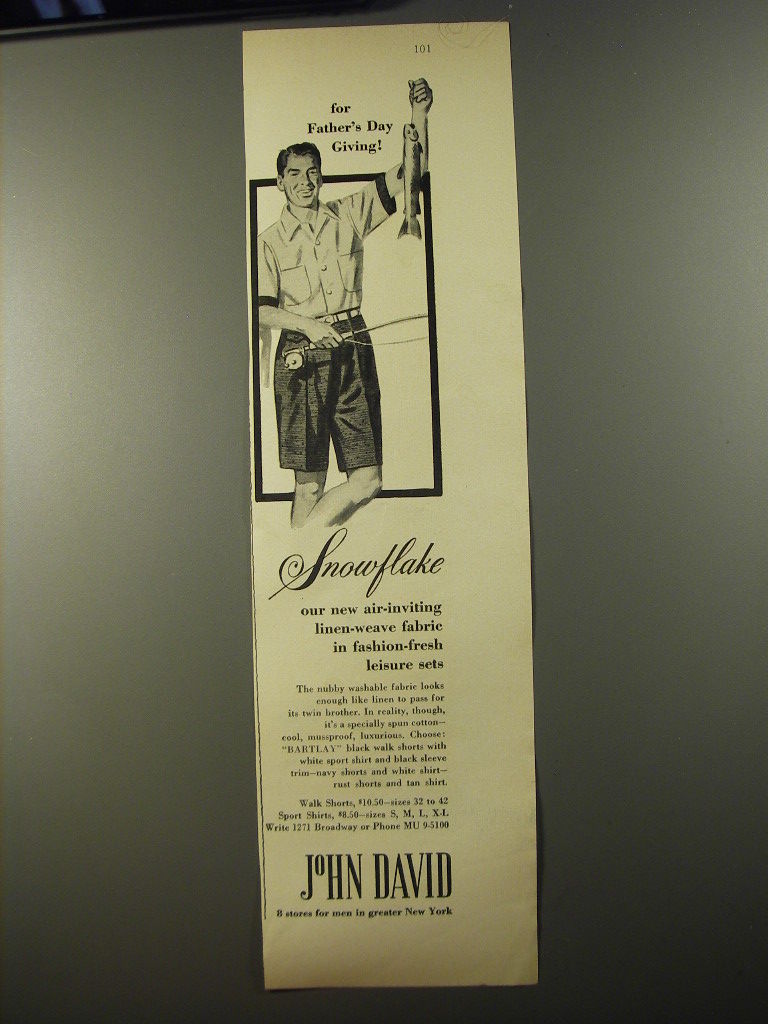 101
for
Father's Day
Giving!
Snowflake
our new air-inviting
linen-weave fabric
in fashion-fresh
leisure sets
The nubby washable fabric looks
enough like linen to pass for
its twin brother. In reality, though,
it's a specially spun cotton—
cool, mussproof, luxurious. Choose:
"BARTLAY" black walk shorts with
white sport shirt and black sleeve
trim—navy shorts and white shirt—
rust shorts and tan shirt.
Walk Shorts, $10.50—sizes 32 to 42
Sport Shirts, $8.50—sizes S, M, L, X-L
Write 1271 Broadway or Phone MU 9-5100
JOHN DAVID
8 stores for men in greater New York